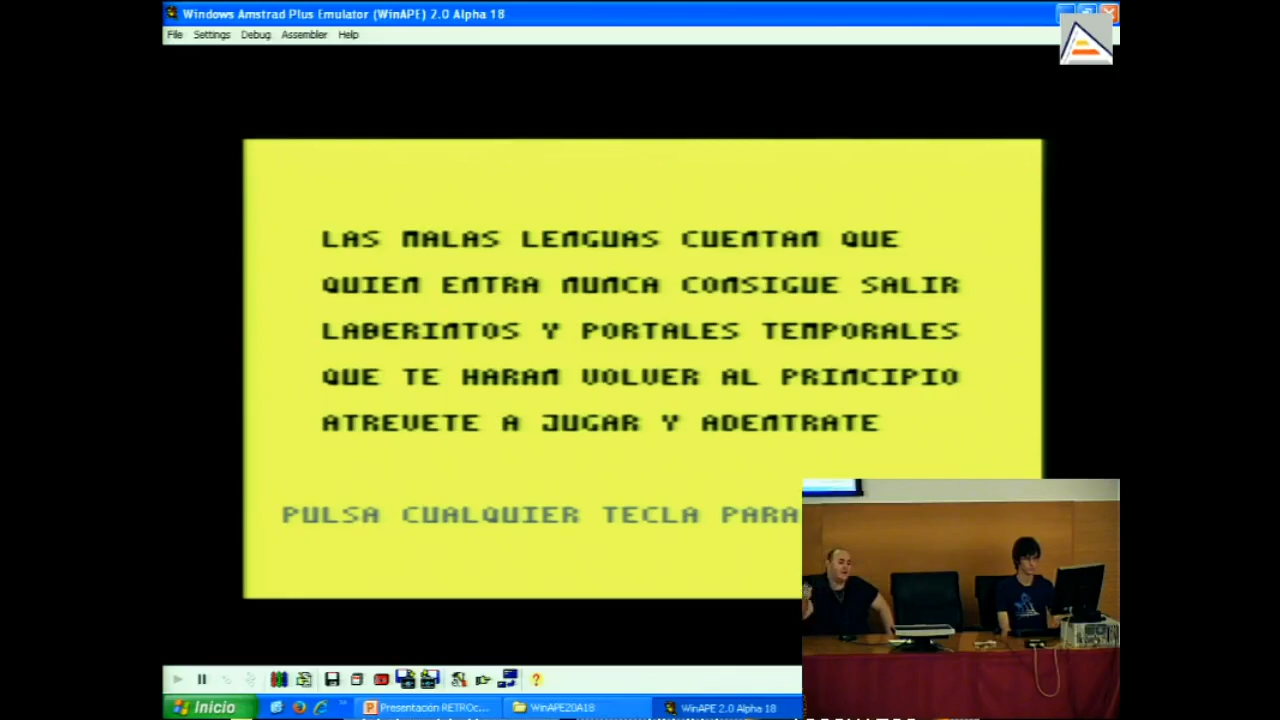 Windows Amstrad Plus Emulator (WinAPE) 2.0 Alpha 18
File Settings Debug Assembler Help
LAS MALAS LENGUAS CUENTAN QUE
QUIEN ENTRA NUNCA CONSIGUE SALIR
LABERINTOS Y PORTALES TEMPORALES
QUE TE HARAN VOLVER AL PRINCIPIO
ATREVETE A JUGAR Y ADENTRATE
PULSA CUALQUIER TECLA PARA
Inicio
Presentación RETROc...
WinAPE20A18
WinAPE 2.0 Alpha 18